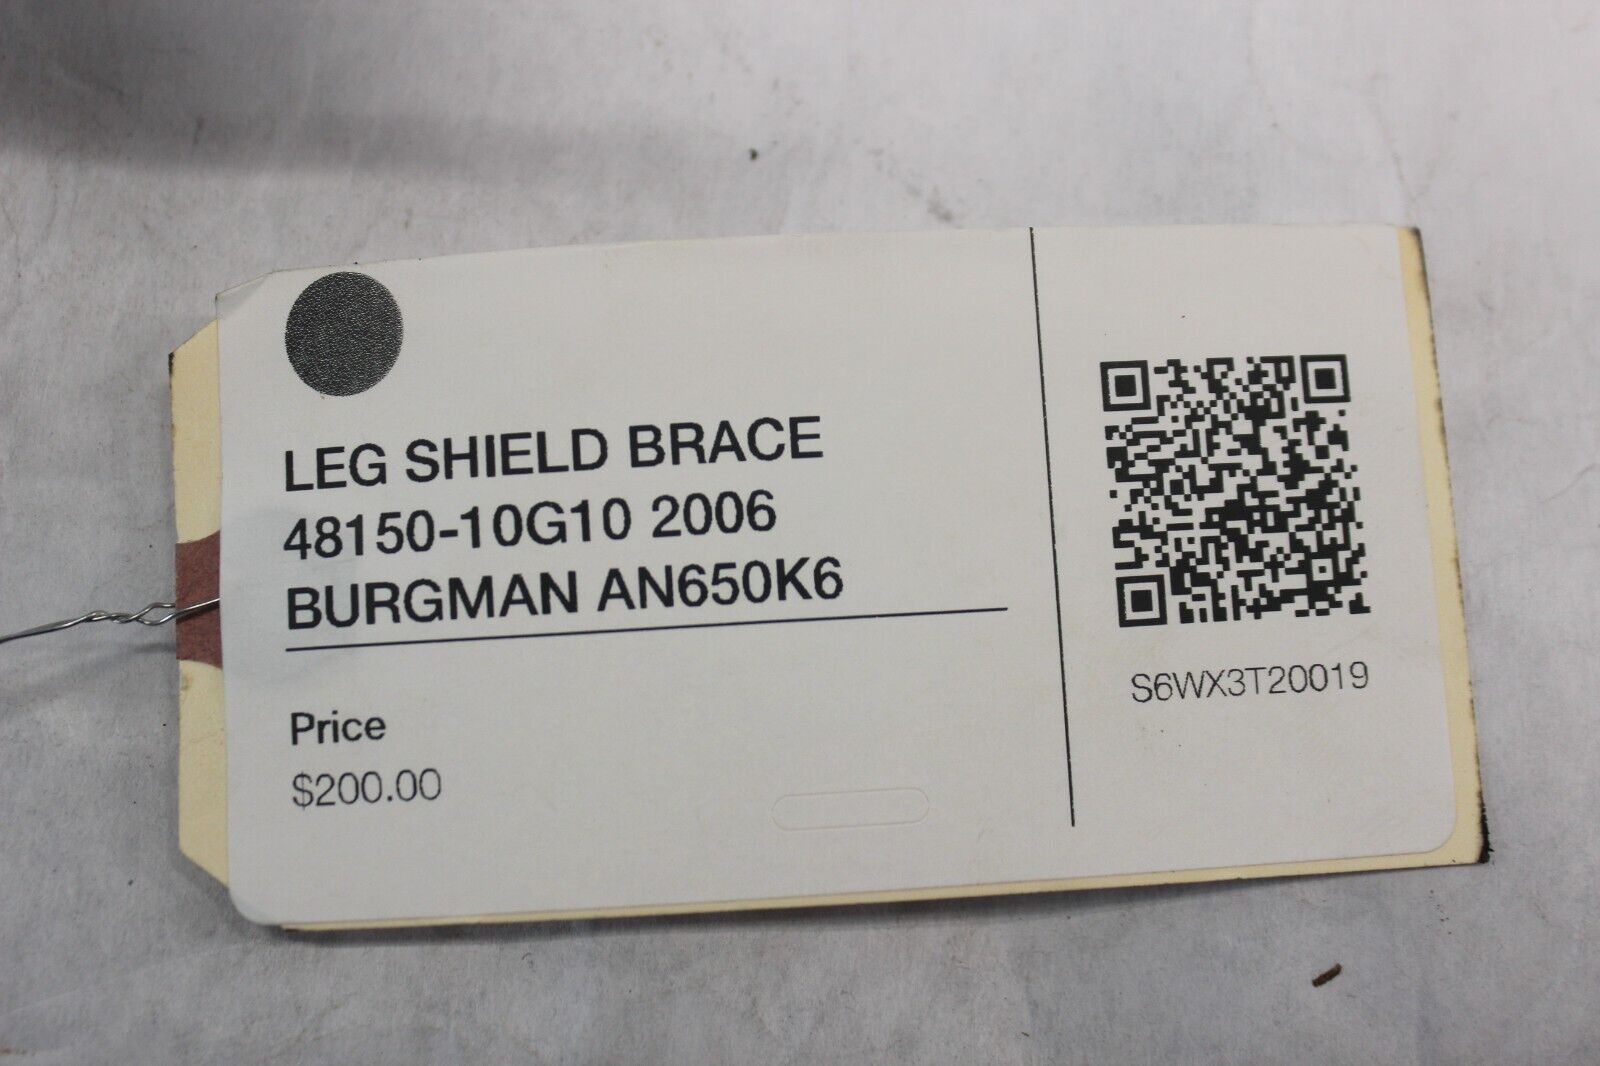 LEG SHIELD BRACE
48150-10G10 2006
BURGMAN AN650K6
Price
$200.00
S6WX3T20019